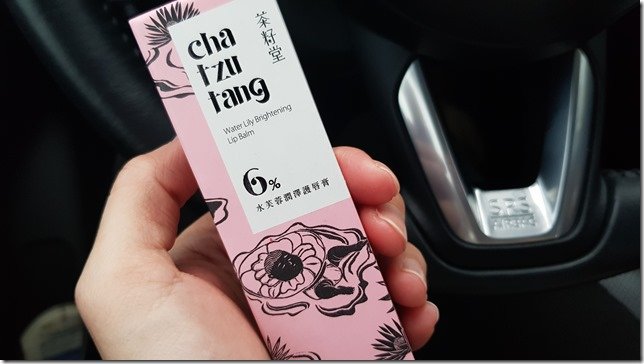 cha
tzu
tang
茶籽堂
Water Lily Brightening
Lip Balm
6%
水芙蓉潤澤護唇膏